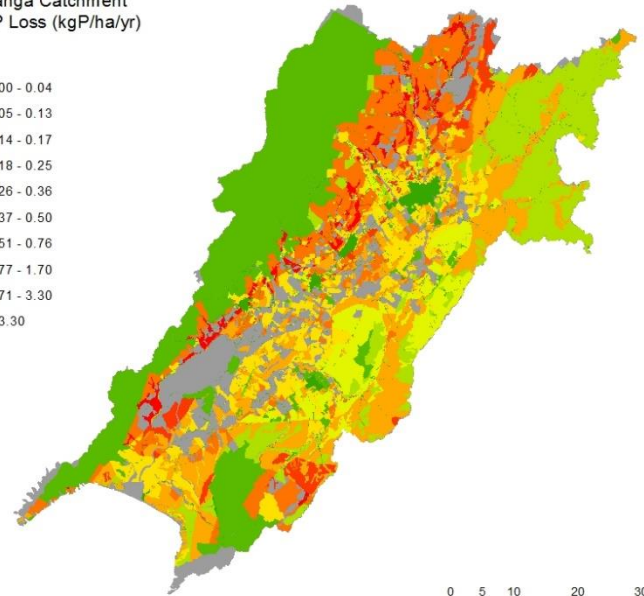 anga Catchment
P Loss (kgP/ha/yr)
00 - 0.04
05 - 0.13
14 - 0.17
18 - 0.25
26 - 0.36
37 - 0.50
51 - 0.76
77 - 1.70
71 - 3.30
3.30
0 5 10 20 30